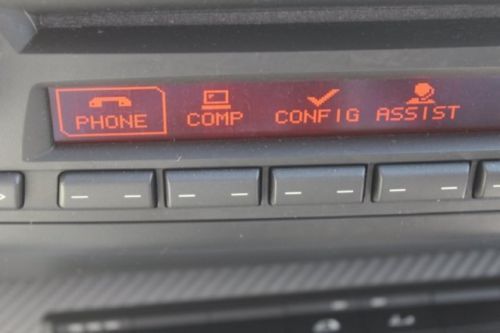 PHONE COMP CONFIG ASSIST